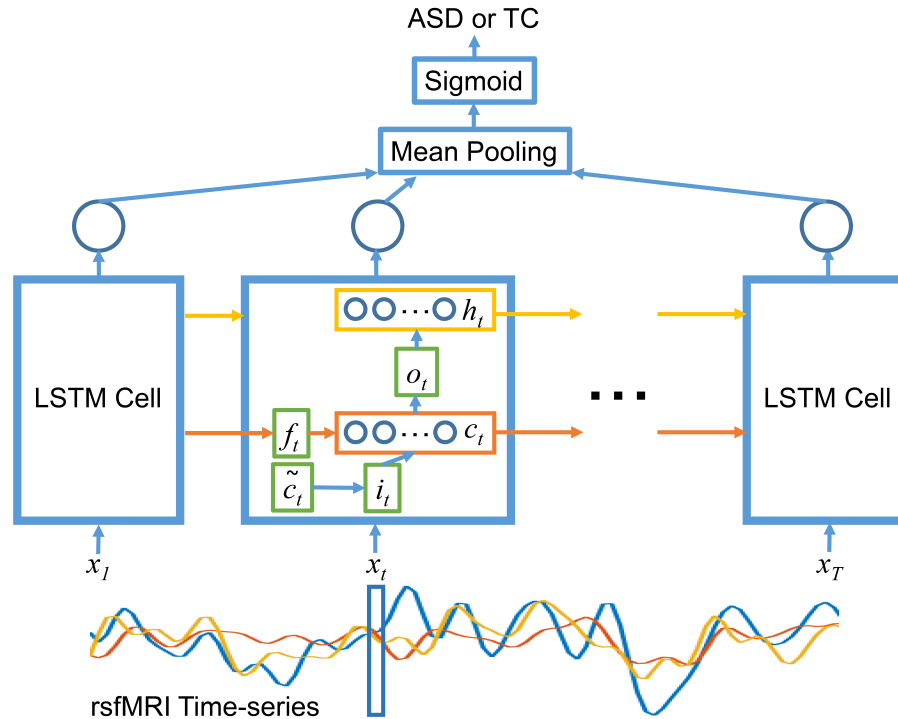 ASD or TC
Sigmoid
Mean Pooling
LSTM Cell
… h_t
o_t
f_t
… c_t
c̃_t
i_t
…
LSTM Cell
x_1
x_t
x_T
rsfMRI Time-series